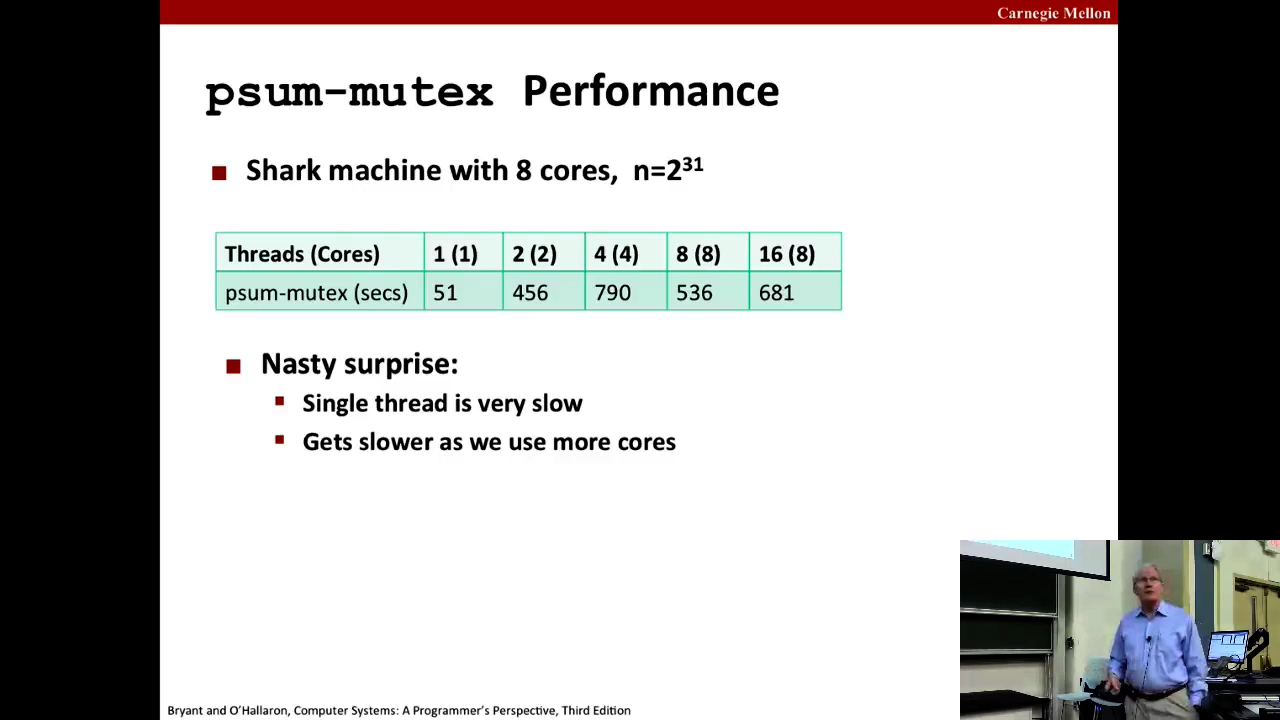 Carnegie Mellon
psum-mutex Performance
Shark machine with 8 cores, n=2³¹
Threads (Cores) 1 (1) 2 (2) 4 (4) 8 (8) 16 (8)
psum-mutex (secs) 51 456 790 536 681
Nasty surprise:
Single thread is very slow
Gets slower as we use more cores
Bryant and O'Hallaron, Computer Systems: A Programmer's Perspective, Third Edition